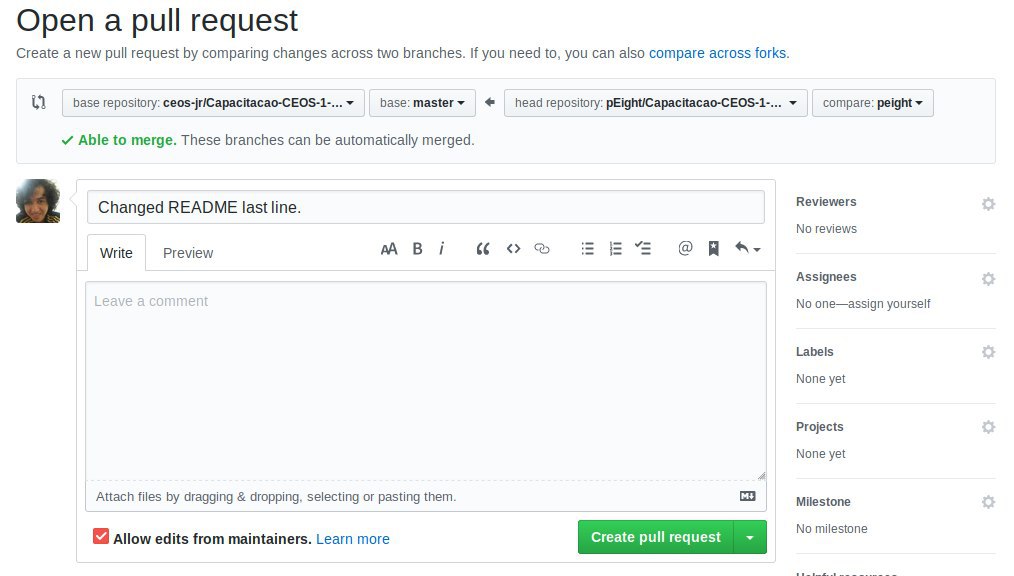 Open a pull request
Create a new pull request by comparing changes across two branches. If you need to, you can also compare across forks.
base repository: ceos-jr/Capacitacao-CEOS-1-... base: master head repository: pEight/Capacitacao-CEOS-1-... compare: peight
Able to merge. These branches can be automatically merged.
Changed README last line.
Write Preview AA B i @
Leave a comment
Attach files by dragging & dropping, selecting or pasting them.
Allow edits from maintainers. Learn more
Create pull request
Reviewers
No reviews
Assignees
No one—assign yourself
Labels
None yet
Projects
None yet
Milestone
No milestone
Helpful resources